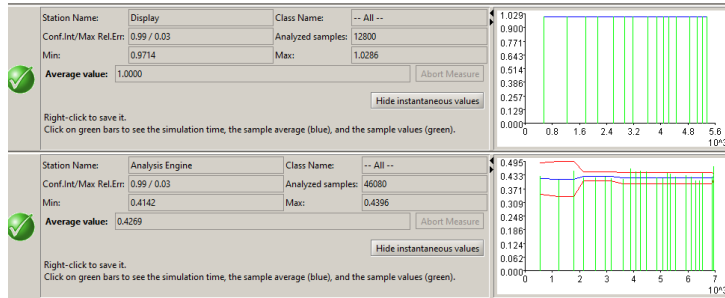 Station Name: Display Class Name: -- All --
Conf.Int/Max Rel.Err: 0.99 / 0.03 Analyzed samples: 12800
Min: 0.9714 Max: 1.0286
Average value: 1.0000 Abort Measure
Hide instantaneous values
Right-click to save it.
Click on green bars to see the simulation time, the sample average (blue), and the sample values (green).
1.029
0.900
0.771
0.643
0.514
0.386
0.257
0.129
0.000
0 0.8 1.6 2.4 3.2 4 4.8 5.6
10^3
Station Name: Analysis Engine Class Name: -- All --
Conf.Int/Max Rel.Err: 0.99 / 0.03 Analyzed samples: 46080
Min: 0.4142 Max: 0.4396
Average value: 0.4269 Abort Measure
Hide instantaneous values
Right-click to save it.
Click on green bars to see the simulation time, the sample average (blue), and the sample values (green).
0.495
0.433
0.371
0.309
0.248
0.186
0.124
0.062
0.000
0 1 2 3 4 5 6 7
10^3